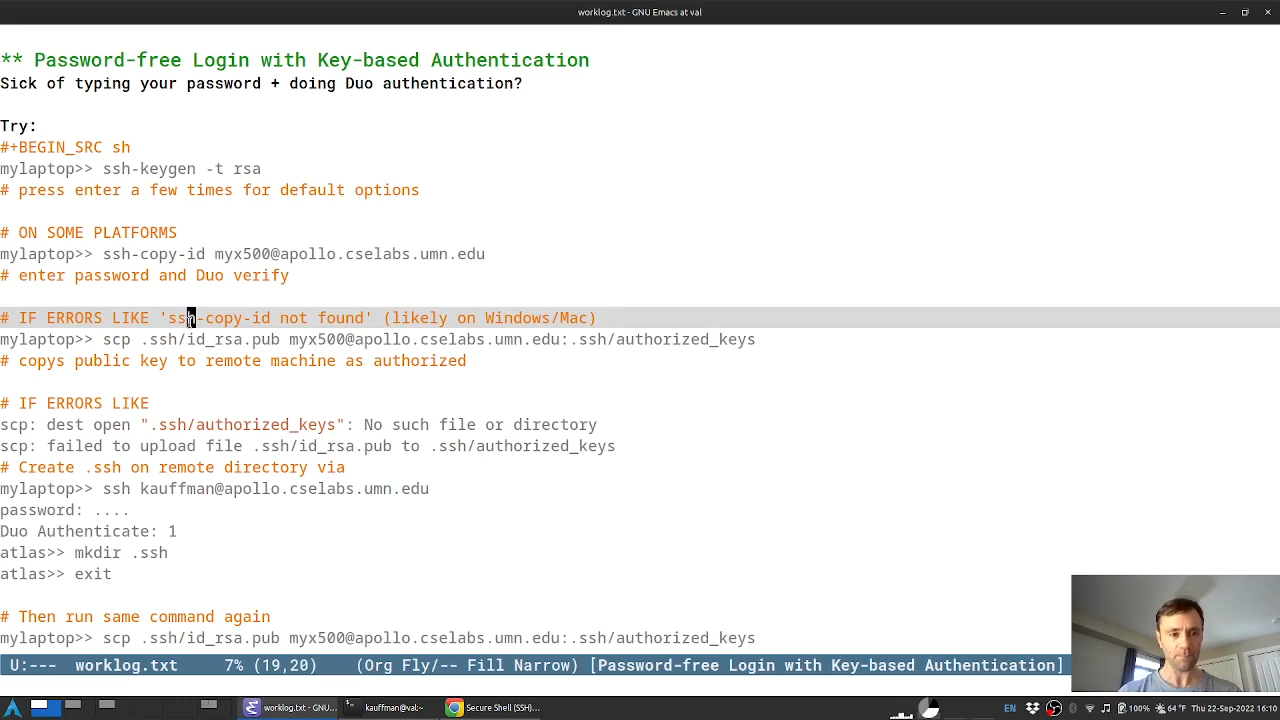 worklog.txt - GNU Emacs at val
** Password-free Login with Key-based Authentication
Sick of typing your password + doing Duo authentication?
Try:
#+BEGIN_SRC sh
mylaptop>> ssh-keygen -t rsa
# press enter a few times for default options
# ON SOME PLATFORMS
mylaptop>> ssh-copy-id myx500@apollo.cselabs.umn.edu
# enter password and Duo verify
# IF ERRORS LIKE 'ssh-copy-id not found' (likely on Windows/Mac)
mylaptop>> scp .ssh/id_rsa.pub myx500@apollo.cselabs.umn.edu:.ssh/authorized_keys
# copys public key to remote machine as authorized
# IF ERRORS LIKE
scp: dest open ".ssh/authorized_keys": No such file or directory
scp: failed to upload file .ssh/id_rsa.pub to .ssh/authorized_keys
# Create .ssh on remote directory via
mylaptop>> ssh kauffman@apollo.cselabs.umn.edu
password: ....
Duo Authenticate: 1
atlas>> mkdir .ssh
atlas>> exit
# Then run same command again
mylaptop>> scp .ssh/id_rsa.pub myx500@apollo.cselabs.umn.edu:.ssh/authorized_keys
U:--- worklog.txt 7% (19,20) (Org Fly/-- Fill Narrow) [Password-free Login with Key-based Authentication]
worklog.txt - GNU... kauffman@val:~ Secure Shell (SSH)... EN 100% 64°F Thu 22-Sep-2022 16:10